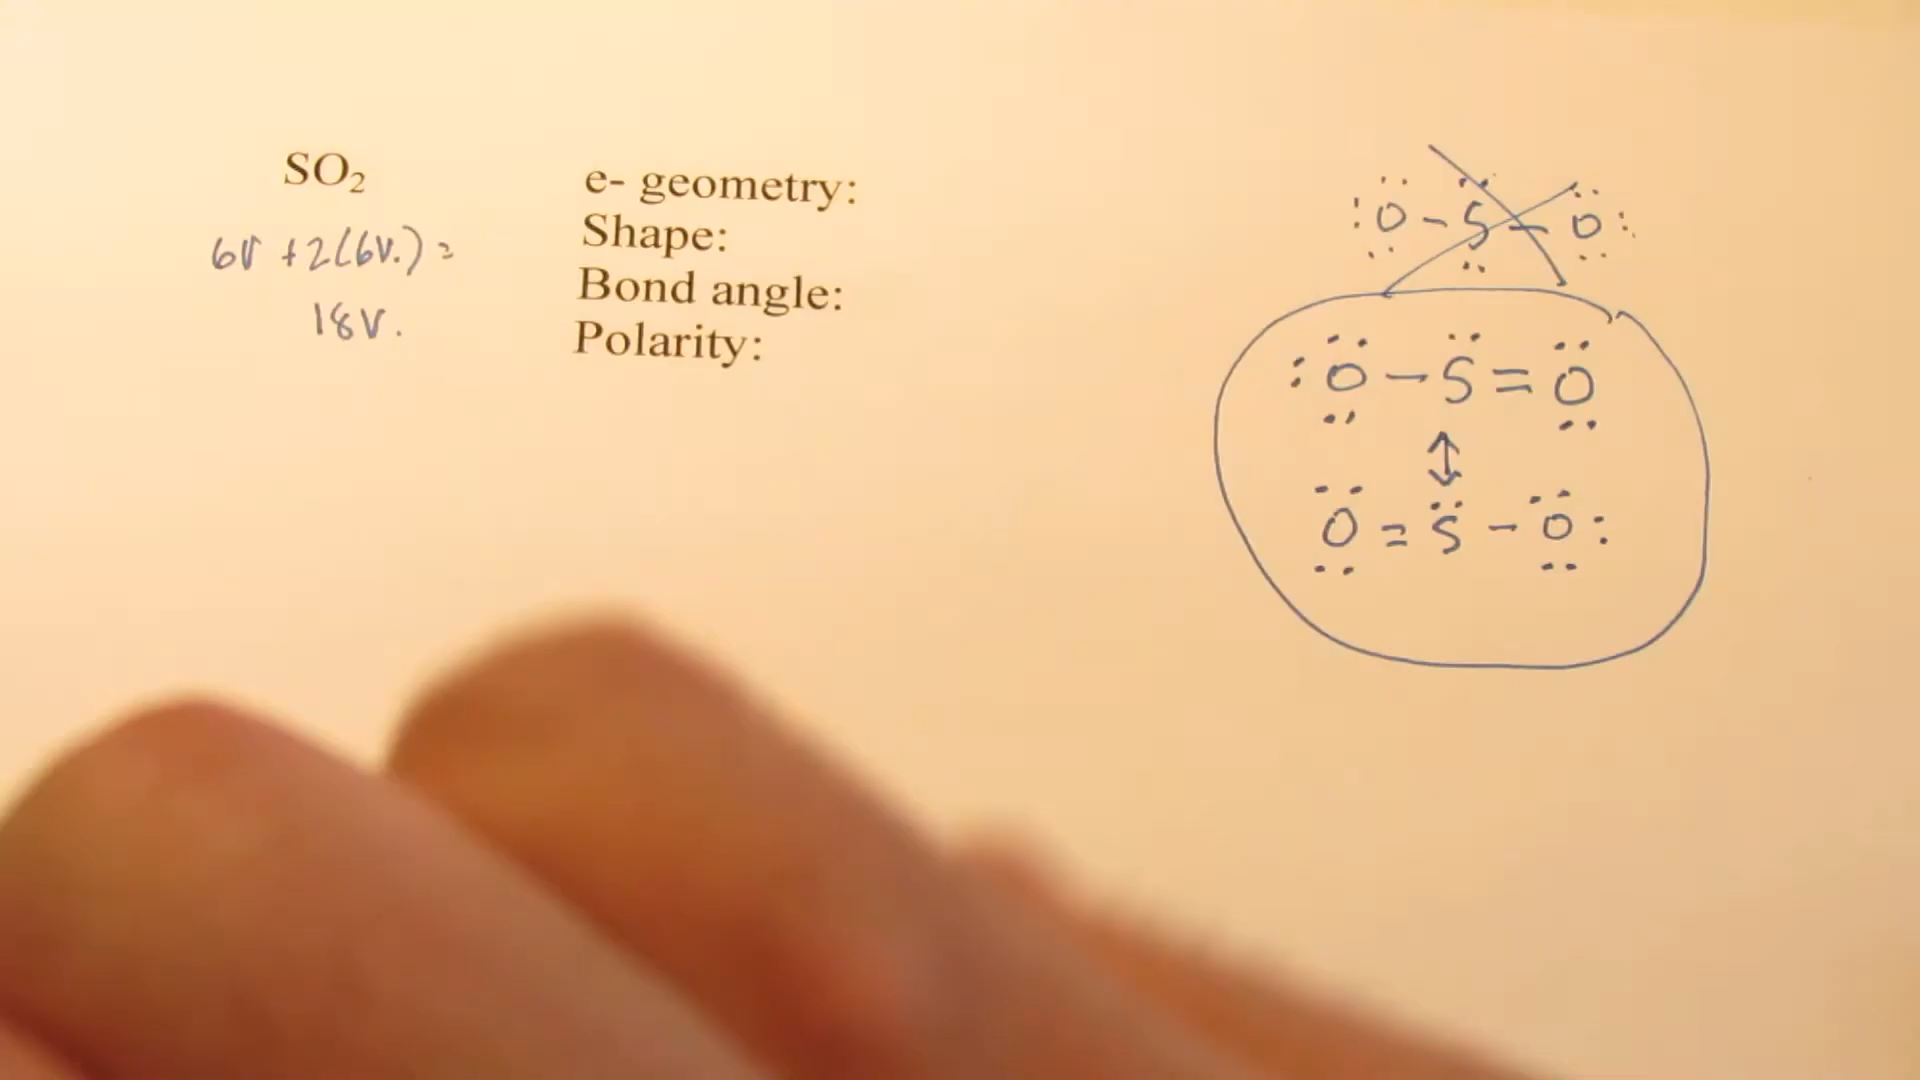 SO₂
6V + 2(6V.) =
18V.
e- geometry:
Shape:
Bond angle:
Polarity:
:O - S - O:
:O - S = O
↕
O = S - O: